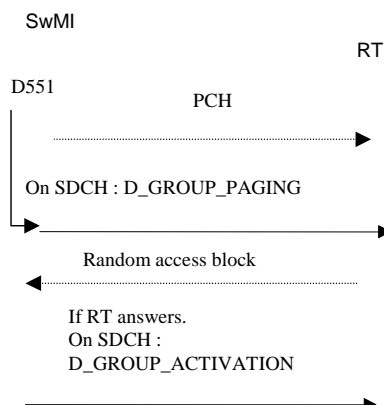 SwMI
RT
D551
PCH
On SDCH : D_GROUP_PAGING
Random access block
If RT answers.
On SDCH :
D_GROUP_ACTIVATION